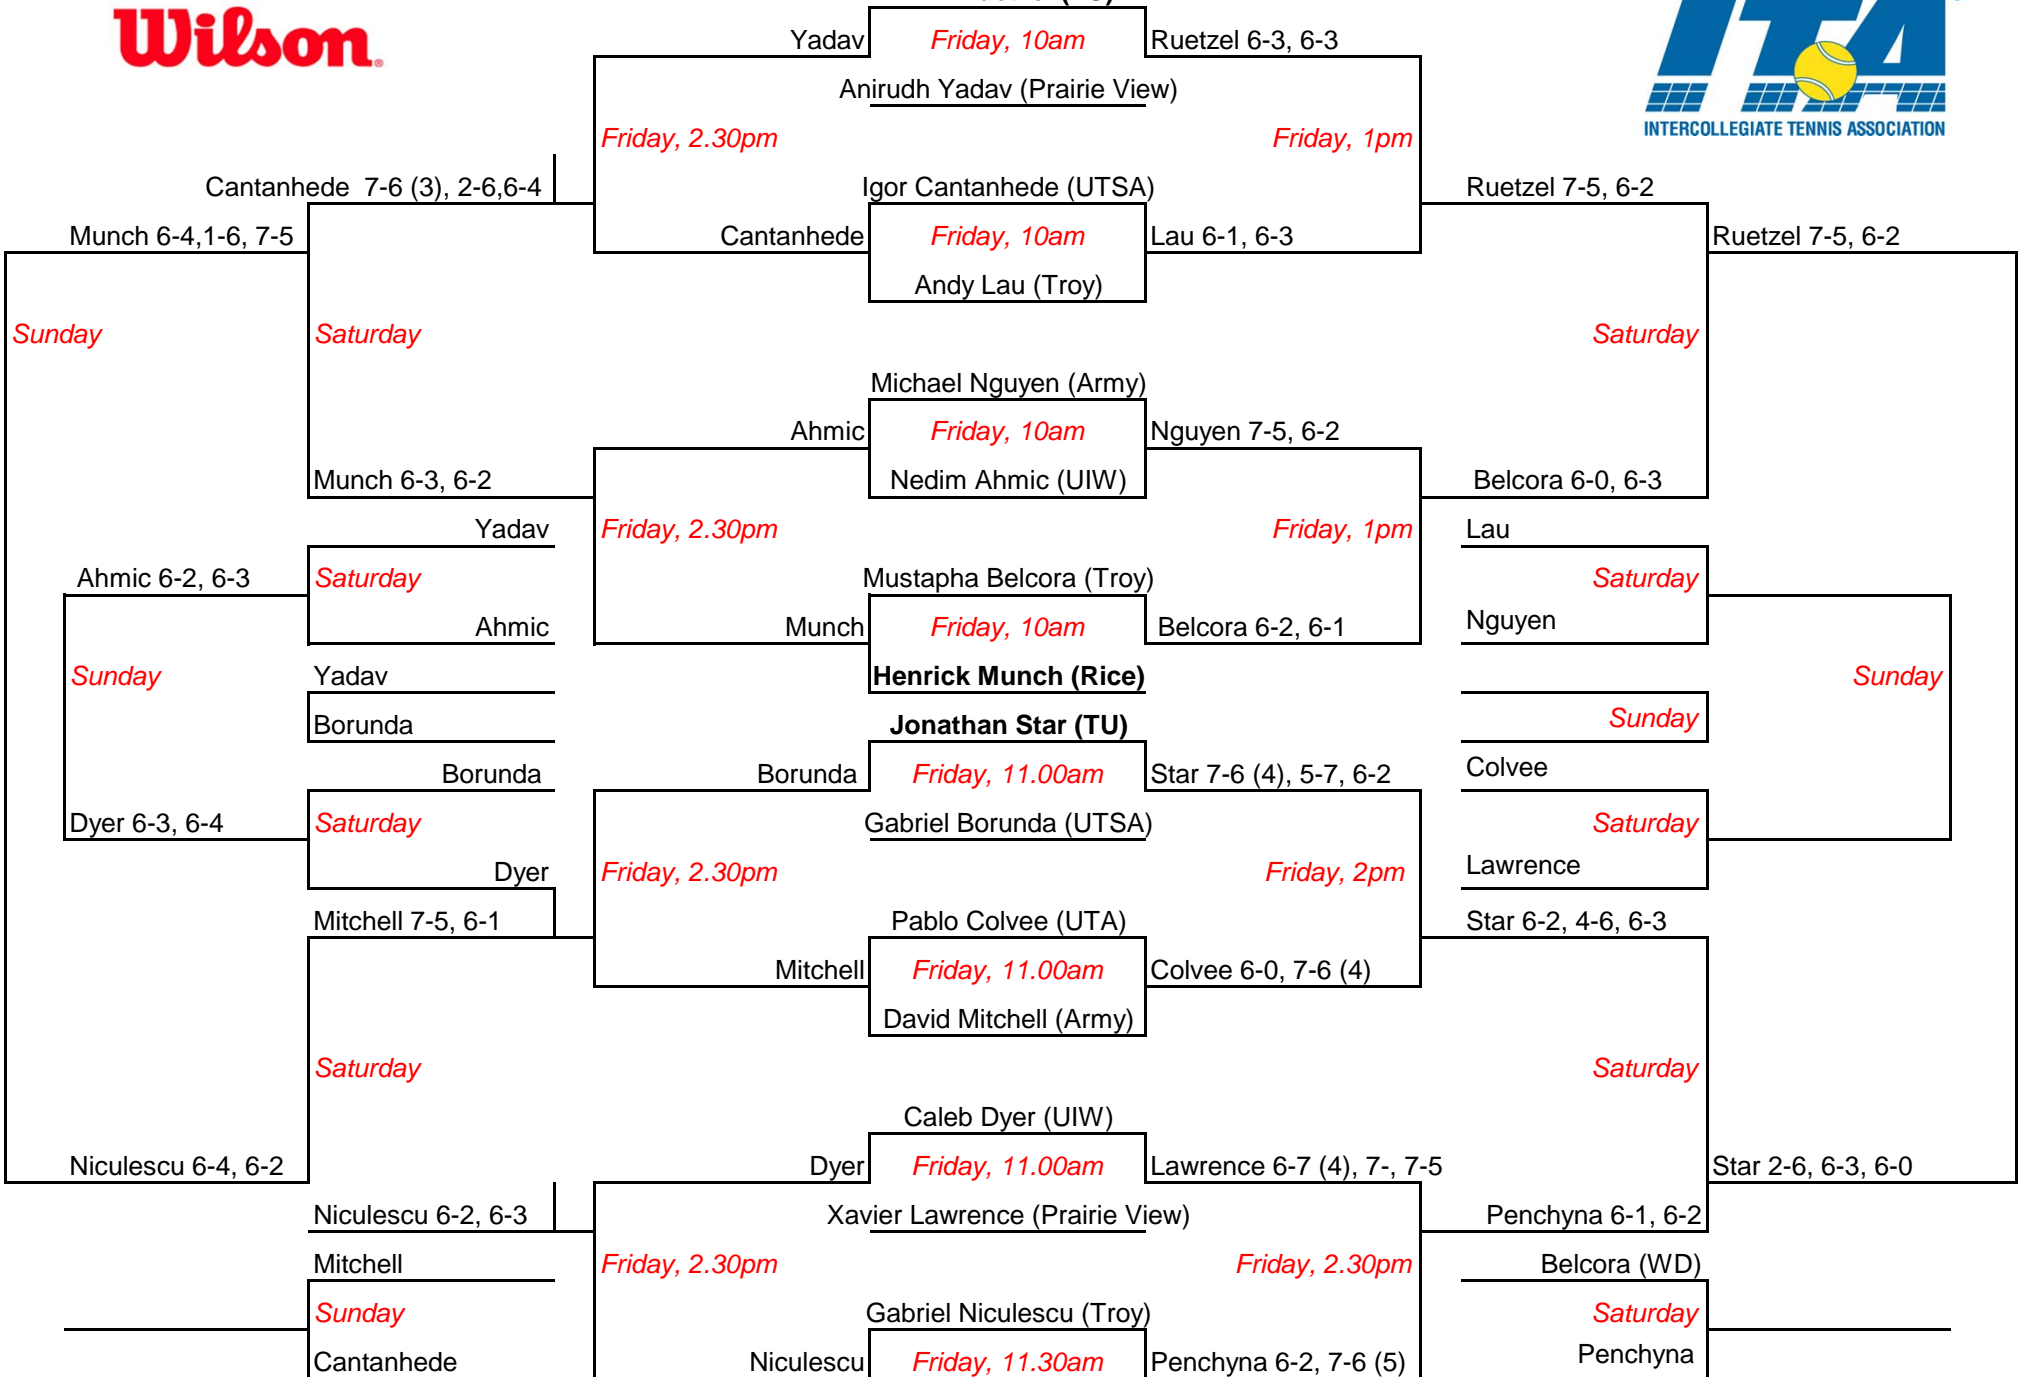 Wilson
Yadav Friday, 10am Ruetzel 6-3, 6-3
Anirudh Yadav (Prairie View)
INTERCOLLEGIATE TENNIS ASSOCIATION
ITA
Friday, 2.30pm Friday, 1pm
Cantanhede 7-6 (3), 2-6,6-4 Igor Cantanhede (UTSA) Ruetzel 7-5, 6-2
Munch 6-4,1-6, 7-5 Cantanhede Friday, 10am Lau 6-1, 6-3 Ruetzel 7-5, 6-2
Andy Lau (Troy)
Sunday Saturday Saturday
Michael Nguyen (Army)
Ahmic Friday, 10am Nguyen 7-5, 6-2
Munch 6-3, 6-2 Nedim Ahmic (UIW) Belcora 6-0, 6-3
Yadav Friday, 2.30pm Friday, 1pm Lau
Ahmic 6-2, 6-3 Saturday Mustapha Belcora (Troy) Saturday
Ahmic Munch Friday, 10am Belcora 6-2, 6-1 Nguyen
Sunday Yadav Henrick Munch (Rice) Sunday
Borunda Jonathan Star (TU) Sunday
Borunda Borunda Friday, 11.00am Star 7-6 (4), 5-7, 6-2 Colvee
Dyer 6-3, 6-4 Saturday Gabriel Borunda (UTSA) Saturday
Dyer Friday, 2.30pm Friday, 2pm Lawrence
Mitchell 7-5, 6-1 Pablo Colvee (UTA) Star 6-2, 4-6, 6-3
Mitchell Friday, 11.00am Colvee 6-0, 7-6 (4)
David Mitchell (Army)
Saturday Saturday
Caleb Dyer (UIW)
Niculescu 6-4, 6-2 Dyer Friday, 11.00am Lawrence 6-7 (4), 7-, 7-5 Star 2-6, 6-3, 6-0
Niculescu 6-2, 6-3 Xavier Lawrence (Prairie View) Penchyna 6-1, 6-2
Mitchell Friday, 2.30pm Friday, 2.30pm Belcora (WD)
Sunday Gabriel Niculescu (Troy) Saturday
Cantanhede Niculescu Friday, 11.30am Penchyna 6-2, 7-6 (5) Penchyna